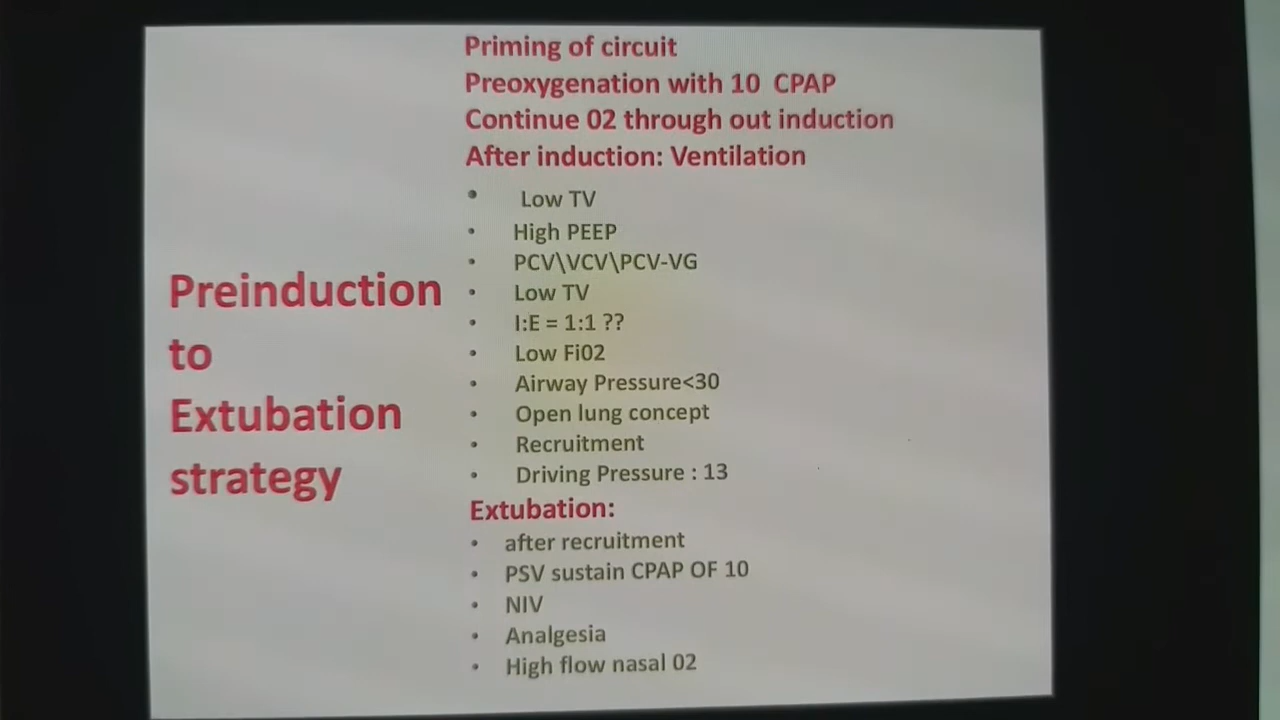 Preinduction
to
Extubation
strategy
Priming of circuit
Preoxygenation with 10 CPAP
Continue 02 through out induction
After induction: Ventilation
• Low TV
• High PEEP
• PCV\VCV\PCV-VG
• Low TV
• I:E = 1:1 ??
• Low Fi02
• Airway Pressure<30
• Open lung concept
• Recruitment
• Driving Pressure : 13
Extubation:
• after recruitment
• PSV sustain CPAP OF 10
• NIV
• Analgesia
• High flow nasal 02